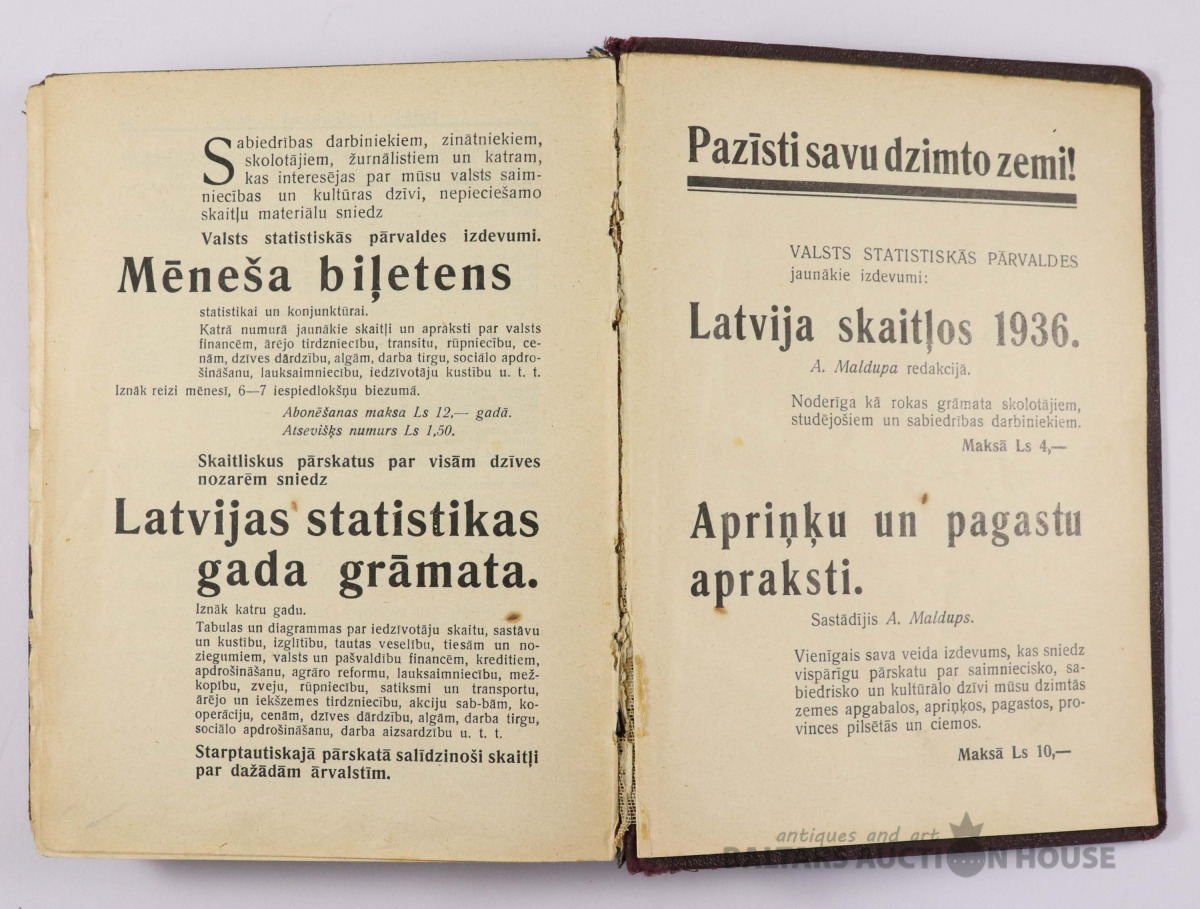 Sabiedrības darbiniekiem, zinātniekiem,
skolotājiem, žurnālistiem un katram,
kas interesējas par mūsu valsts saim-
niecības un kultūras dzīvi, nepieciešamo
skaitļu materiālu sniedz
Valsts statistiskās pārvaldes izdevumi.
Mēneša biļetens
statistikai un konjunktūrai.
Katrā numurā jaunākie skaitļi un apraksti par valsts
financēm, ārējo tirdzniecību, transitu, rūpniecību, ce-
nām, dzīves dārdzību, algām, darba tirgu, sociālo apdro-
šināšanu, lauksaimniecību, iedzīvotāju kustību u. t. t.
Iznāk reizi mēnesī, 6—7 iespiedlokšņu biezumā.
Abonēšanas maksa Ls 12,— gadā.
Atsevišķs numurs Ls 1,50.
Skaitliskus pārskatus par visām dzīves
nozarēm sniedz
Latvijas statistikas
gada grāmata.
Iznāk katru gadu.
Tabulas un diagrammas par iedzīvotāju skaitu, sastāvu
un kustību, izglītību, tautas veselību, tiesām un no-
ziegumiem, valsts un pašvaldību financēm, kreditiem,
apdrošināšanu, agrāro reformu, lauksaimniecību, mež-
kopību, zveju, rūpniecību, satiksmi un transportu,
ārējo un iekšzemes tirdzniecību, akciju sab-bām, ko-
operāciju, cenām, dzīves dārdzību, algām, darba tirgu,
sociālo apdrošināšanu, darba aizsardzību u. t. t.
Starptautiskajā pārskatā salīdzinoši skaitļi
par dažādām ārvalstīm.
Pazīsti savu dzimto zemi!
VALSTS STATISTISKĀS PĀRVALDES
jaunākie izdevumi:
Latvija skaitļos 1936.
A. Maldupa redakcijā.
Noderīga kā rokas grāmata skolotājiem,
studējošiem un sabiedrības darbiniekiem.
Maksā Ls 4,—
Apriņķu un pagastu
apraksti.
Sastādījis A. Maldups.
Vienīgais sava veida izdevums, kas sniedz
vispārīgu pārskatu par saimniecisko, sa-
biedrisko un kultūrālo dzīvi mūsu dzimtās
zemes apgabalos, apriņķos, pagastos, pro-
vinces pilsētās un ciemos.
Maksā Ls 10,—
antiques and art
BALTARS AUCTION HOUSE